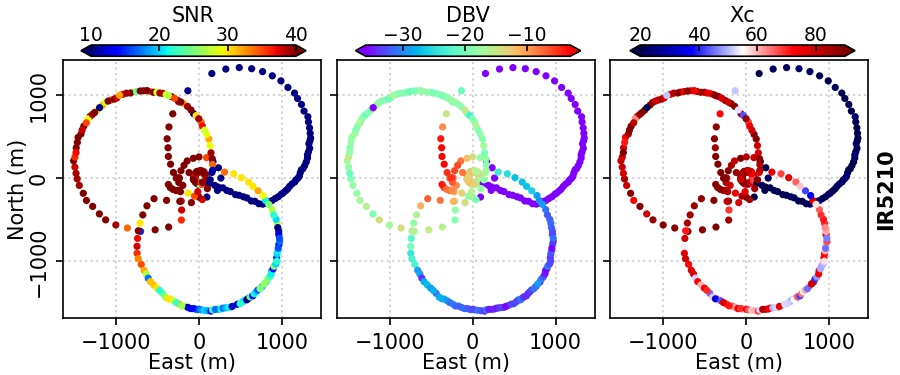 SNR DBV Xc
10 20 30 40 −30 −20 −10 20 40 60 80
North (m)
1000
0
−1000
IR5210
−1000 0 1000 −1000 0 1000 −1000 0 1000
East (m) East (m) East (m)